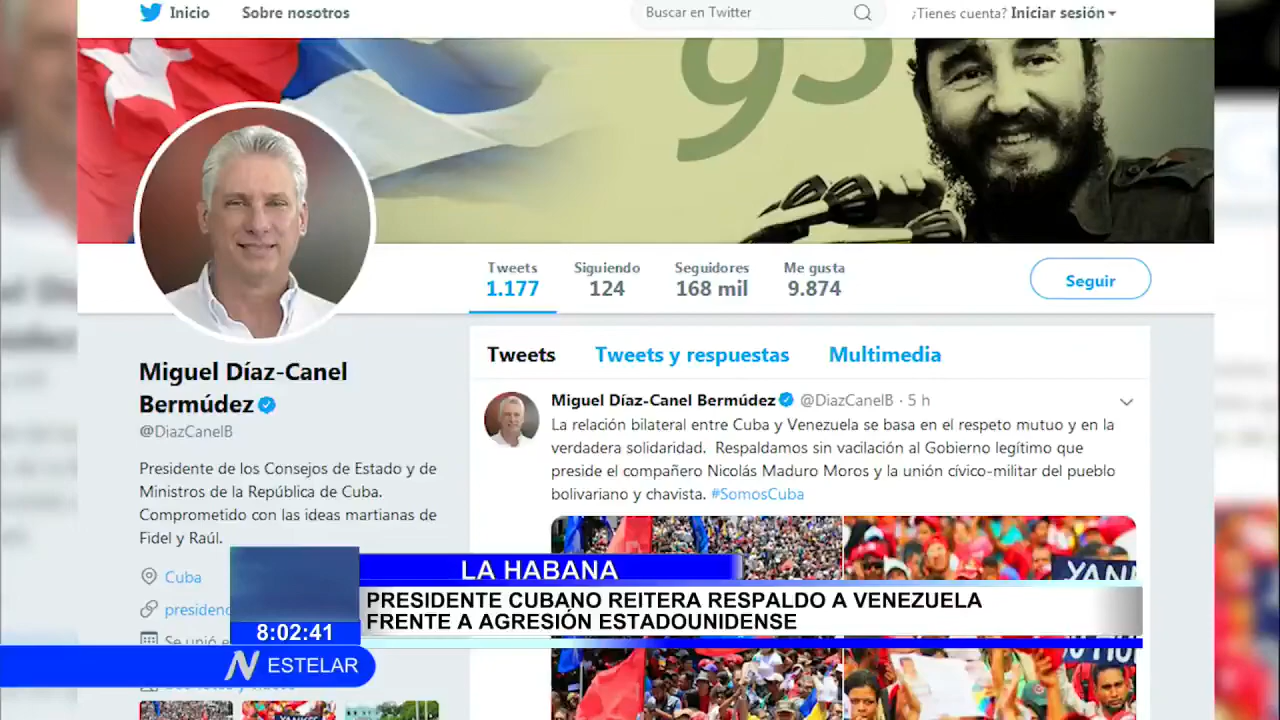 Inicio
Sobre nosotros
Buscar en Twitter
¿Tienes cuenta? Iniciar sesión
95
Tweets
1.177
Siguiendo
124
Seguidores
168 mil
Me gusta
9.874
Seguir
Miguel Díaz-Canel
Bermúdez
@DiazCanelB
Presidente de los Consejos de Estado y de
Ministros de la República de Cuba.
Comprometido con las ideas martianas de
Fidel y Raúl.
Cuba
Se unió
Tweets
Tweets y respuestas
Multimedia
Miguel Díaz-Canel Bermúdez @DiazCanelB · 5 h
La relación bilateral entre Cuba y Venezuela se basa en el respeto mutuo y en la
verdadera solidaridad. Respaldamos sin vacilación al Gobierno legítimo que
preside el compañero Nicolás Maduro Moros y la unión cívico-militar del pueblo
bolivariano y chavista. #SomosCuba
LA HABANA
PRESIDENTE CUBANO REITERA RESPALDO A VENEZUELA
FRENTE A AGRESIÓN ESTADOUNIDENSE
8:02:41
N ESTELAR